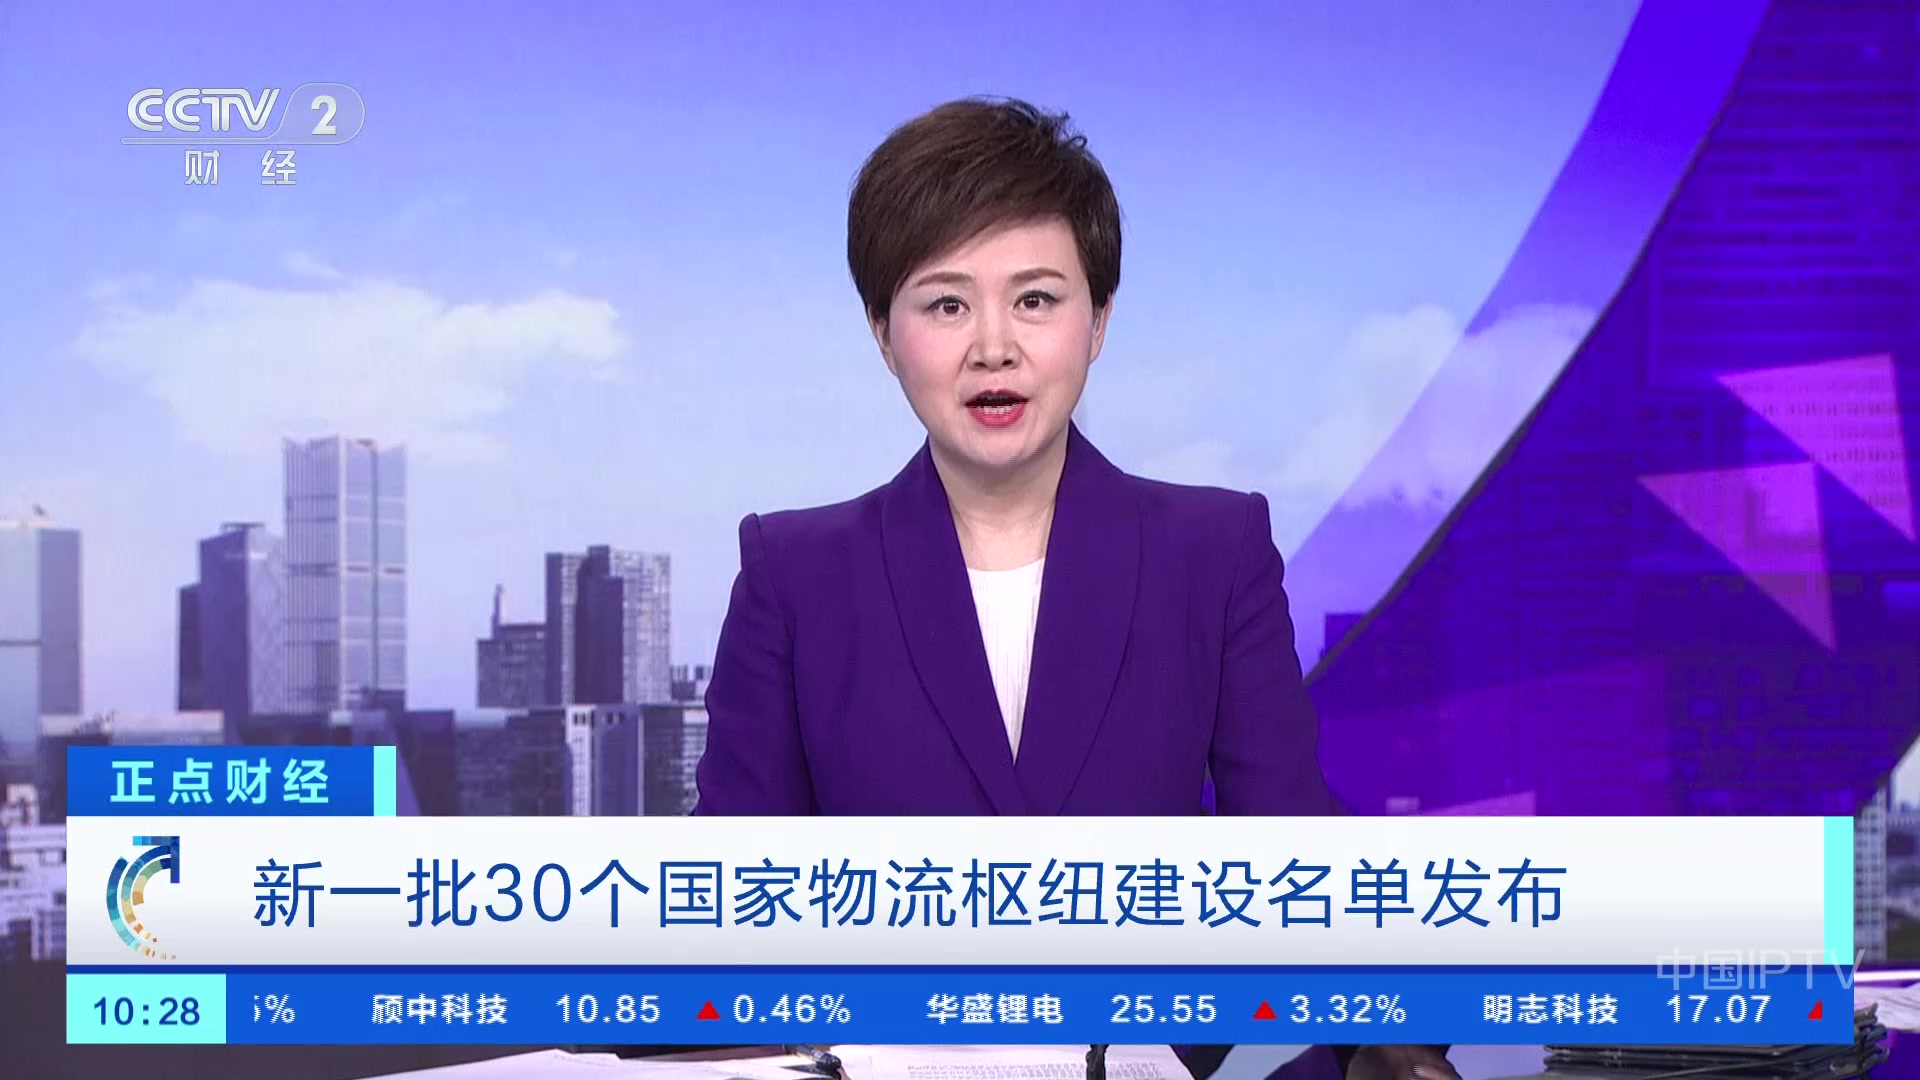 CCTV 2
财 经
正点财经
新一批30个国家物流枢纽建设名单发布
中国IPTV
10:28 5% 颀中科技 10.85 ▲0.46% 华盛锂电 25.55 ▲3.32% 明志科技 17.07 ▲